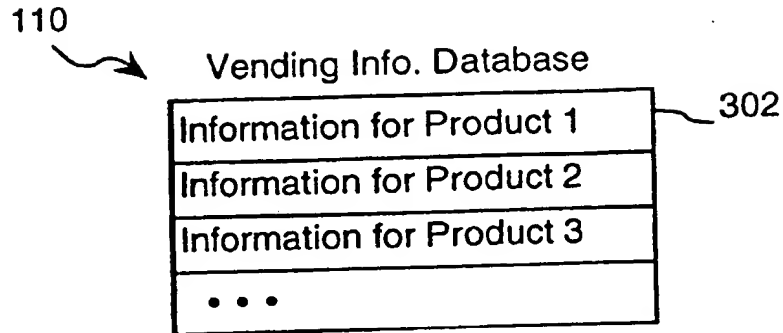 110
Vending Info. Database
Information for Product 1
302
Information for Product 2
Information for Product 3
• • •